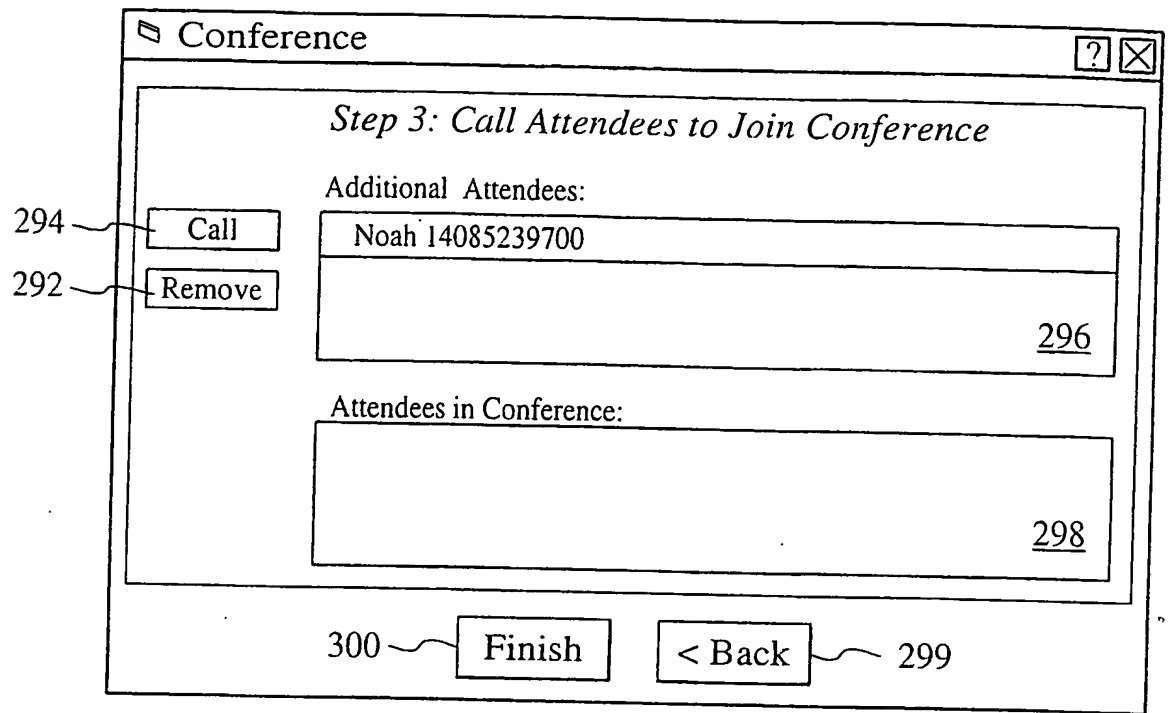 Conference
?
Step 3: Call Attendees to Join Conference
Additional Attendees:
294
Call
Noah 14085239700
292
Remove
296
Attendees in Conference:
298
300
Finish
< Back
299